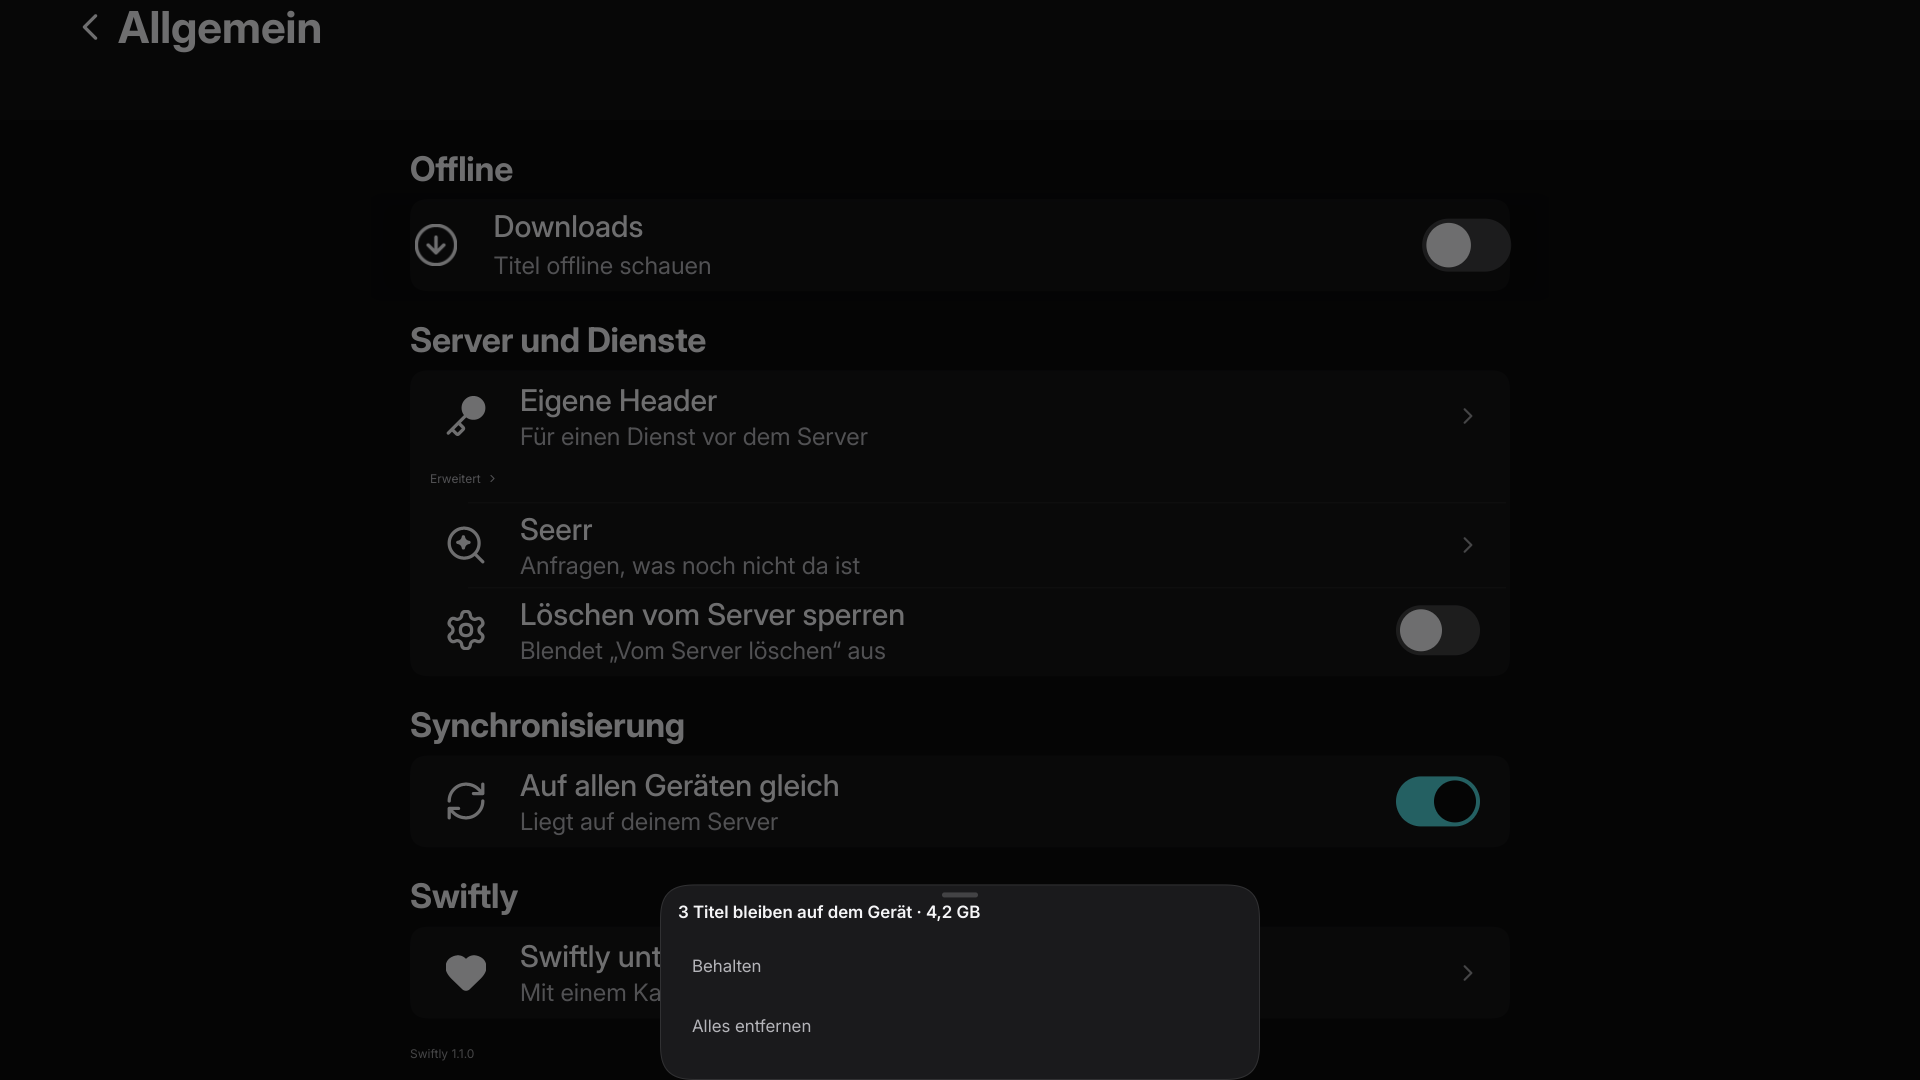 Allgemein
Offline
Downloads
Titel offline schauen
Server und Dienste
Eigene Header
Für einen Dienst vor dem Server
Erweitert
Seerr
Anfragen, was noch nicht da ist
Löschen vom Server sperren
Blendet „Vom Server löschen“ aus
Synchronisierung
Auf allen Geräten gleich
Liegt auf deinem Server
Swiftly
Swiftly unt
Mit einem Ka
3 Titel bleiben auf dem Gerät · 4,2 GB
Behalten
Alles entfernen
Swiftly 1.1.0